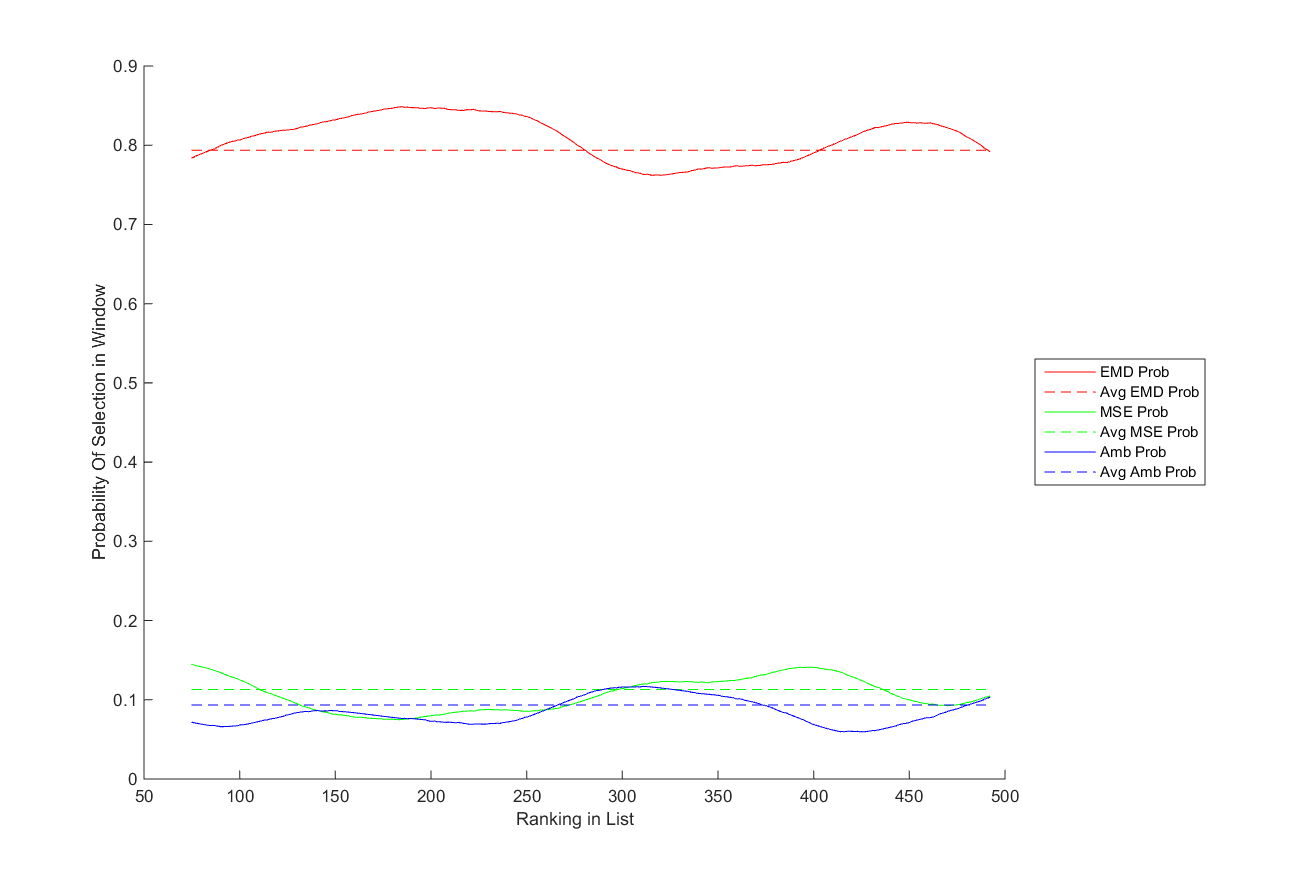 0.9
0.8
0.7
0.6
0.5
0.4
0.3
0.2
0.1
0
Probability Of Selection in Window
50 100 150 200 250 300 350 400 450 500
Ranking in List
EMD Prob
Avg EMD Prob
MSE Prob
Avg MSE Prob
Amb Prob
Avg Amb Prob